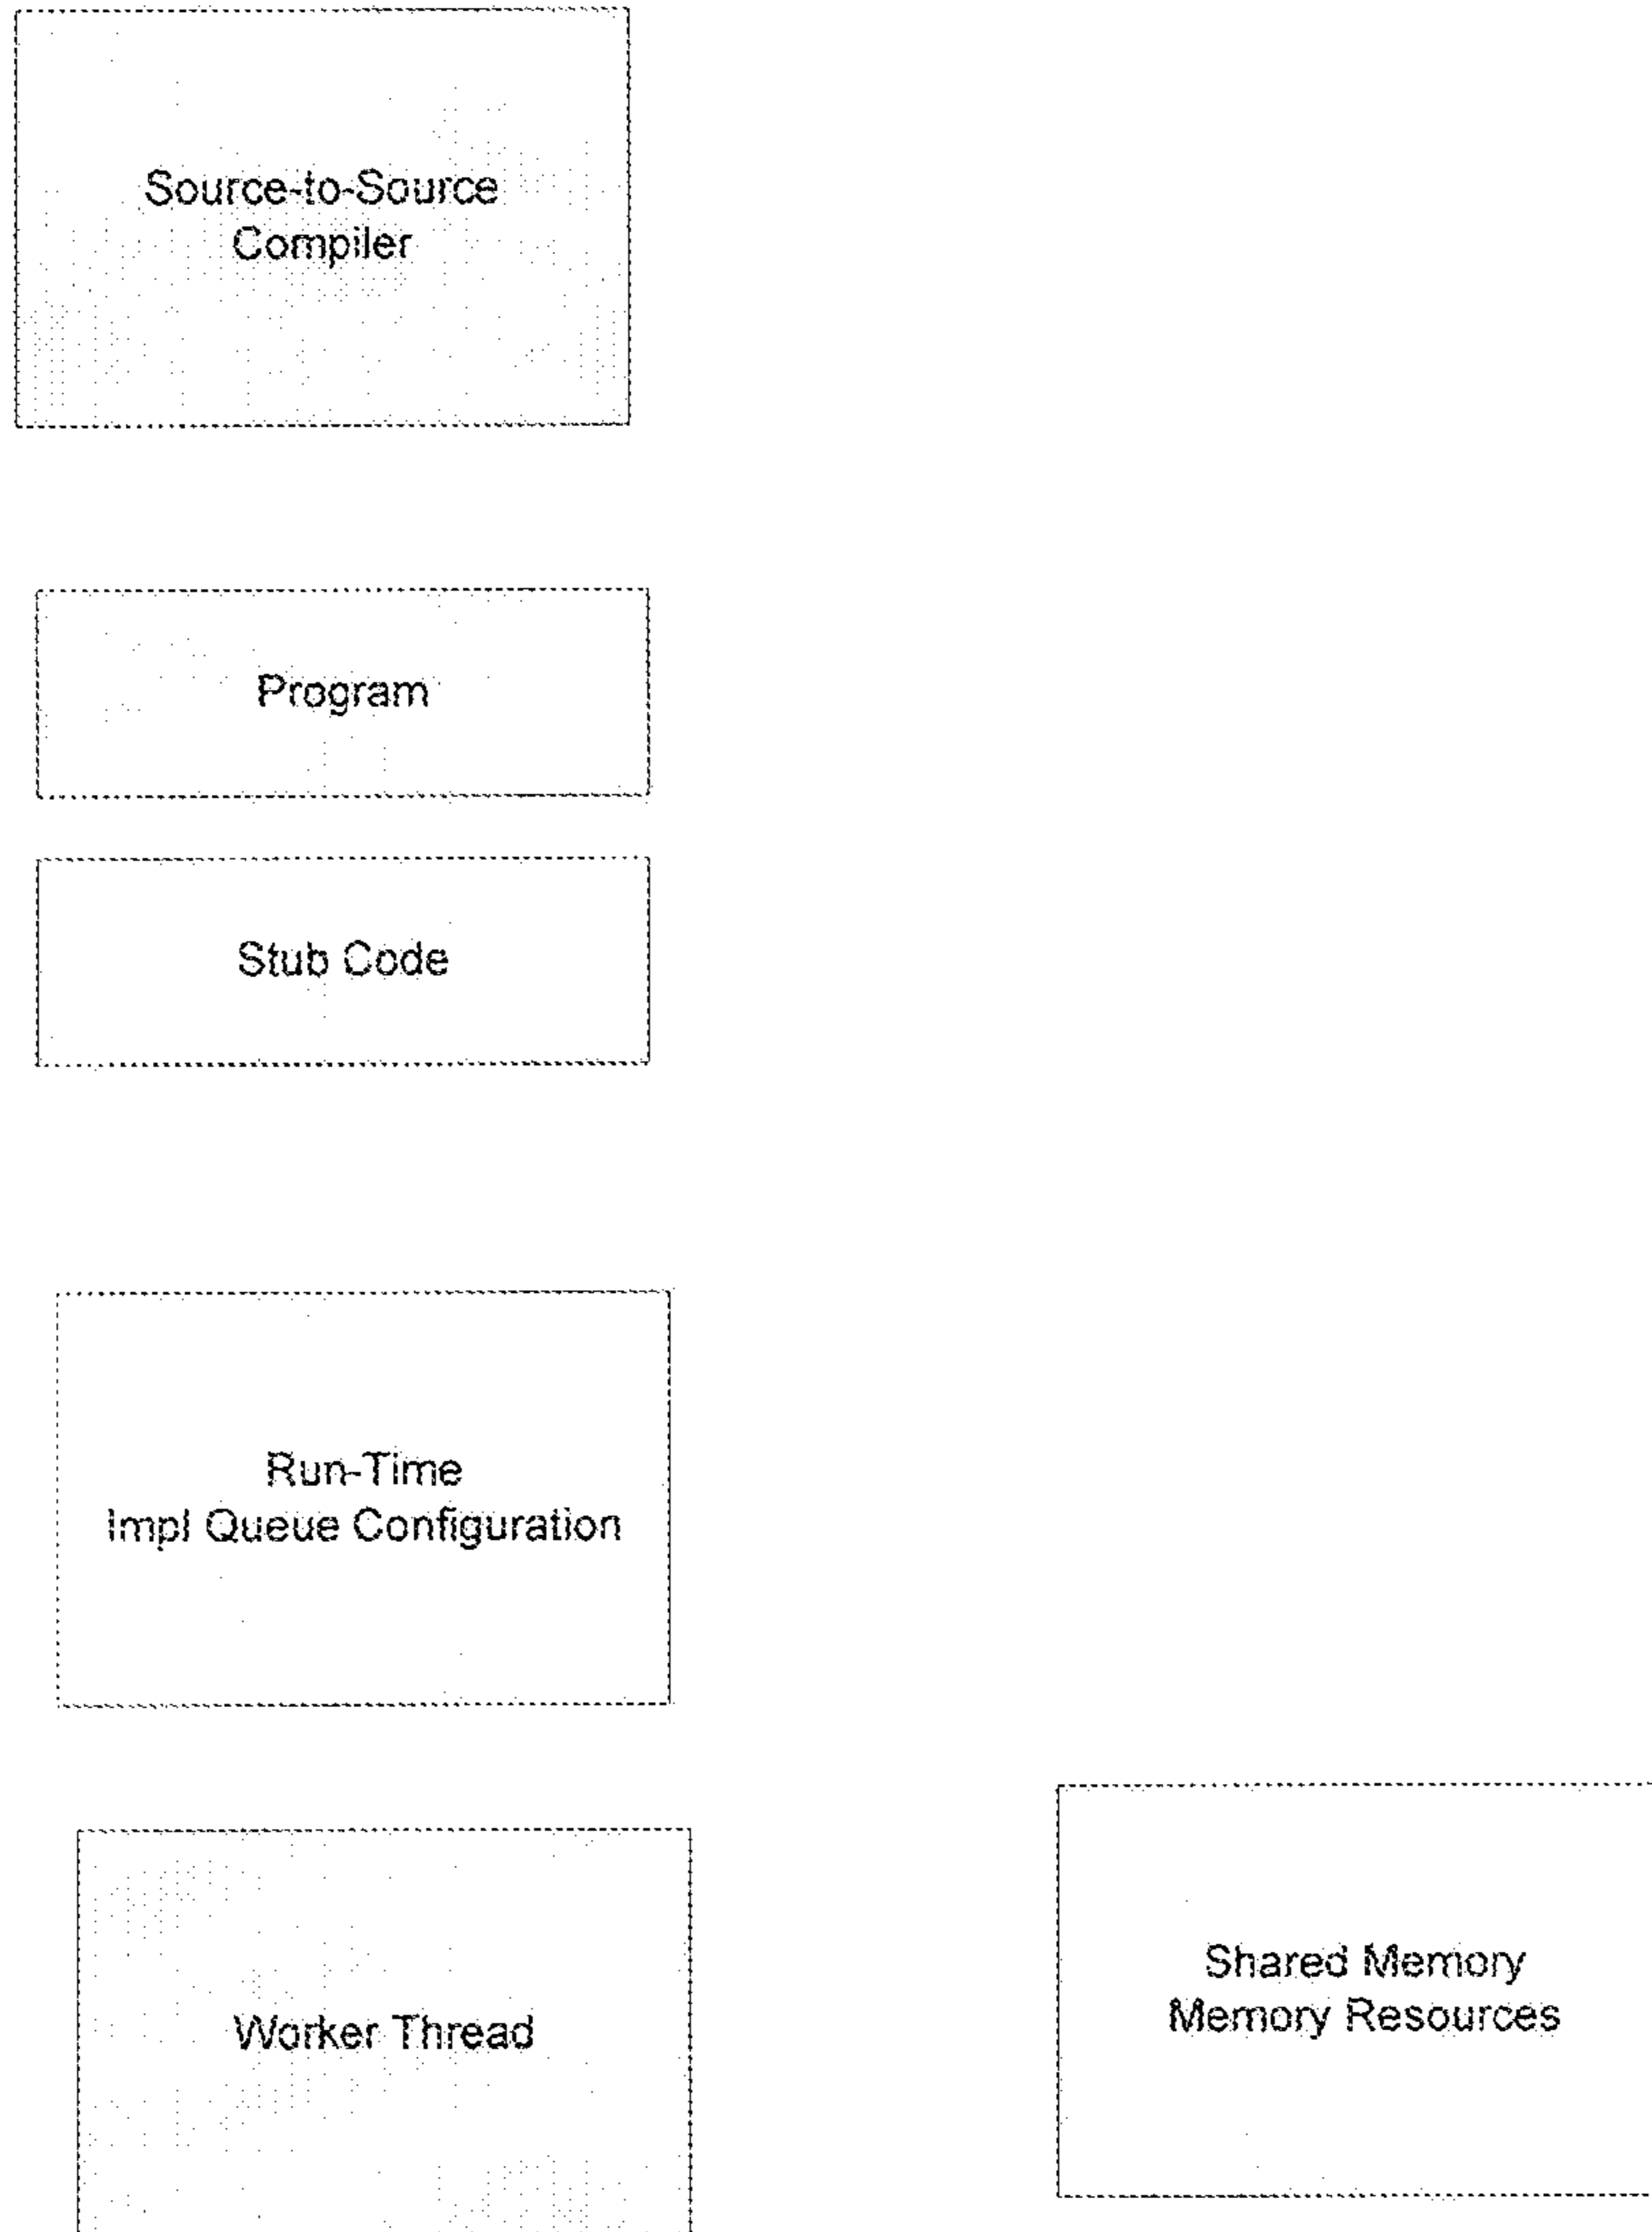 Source-to-Source
Compiler
Program
Stub Code
Run-Time
Impl Queue Configuration
Worker Thread
Shared Memory
Memory Resources